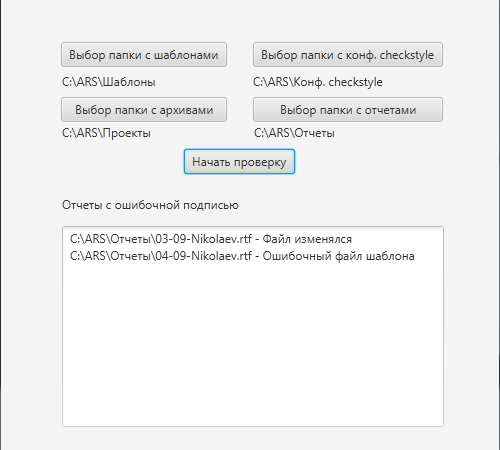 Выбор папки с шаблонами
Выбор папки с конф. checkstyle
C:\ARS\Шаблоны
C:\ARS\Конф. checkstyle
Выбор папки с архивами
Выбор папки с отчетами
C:\ARS\Проекты
C:\ARS\Отчеты
Начать проверку
Отчеты с ошибочной подписью
C:\ARS\Отчеты\03-09-Nikolaev.rtf - Файл изменялся
C:\ARS\Отчеты\04-09-Nikolaev.rtf - Ошибочный файл шаблона